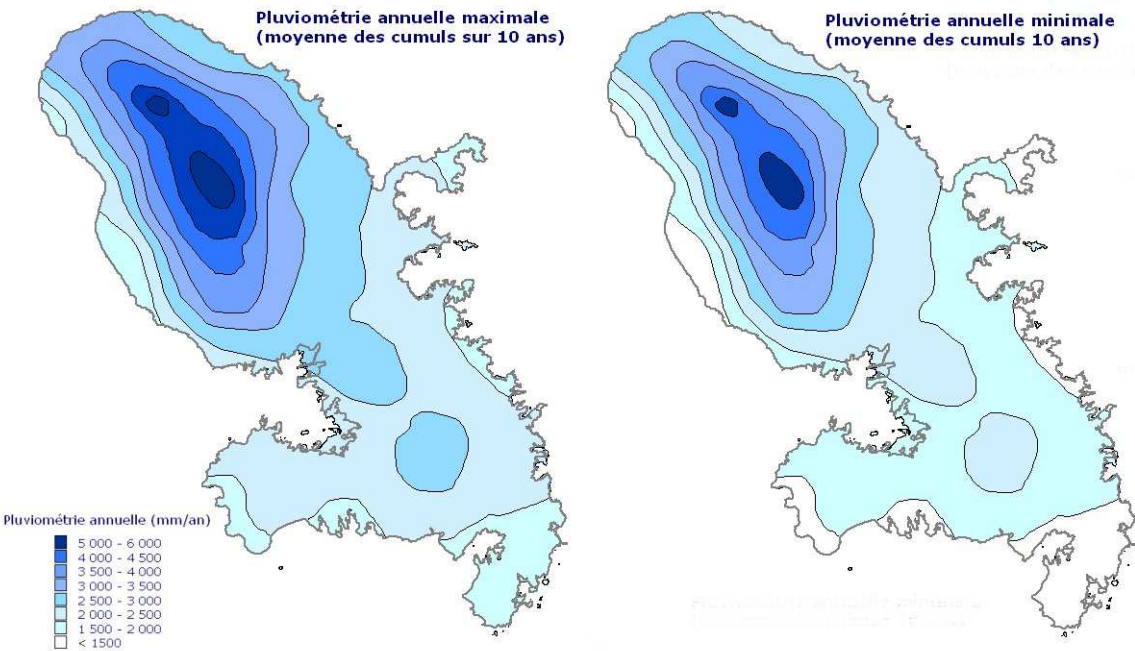 Pluviométrie annuelle maximale
(moyenne des cumuls sur 10 ans)
Pluviométrie annuelle minimale
(moyenne des cumuls 10 ans)
Pluviométrie annuelle (mm/an)
5 000 - 6 000
4 000 - 4 500
3 500 - 4 000
3 000 - 3 500
2 500 - 3 000
2 000 - 2 500
1 500 - 2 000
< 1500